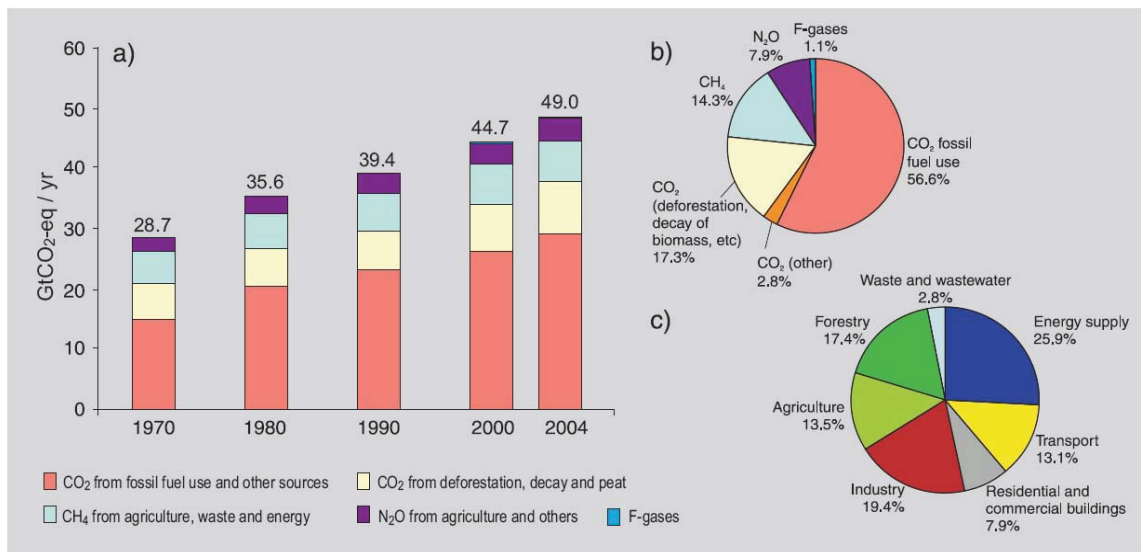 a)
60
50
40
30
20
10
0
GtCO₂-eq / yr
28.7
35.6
39.4
44.7
49.0
1970
1980
1990
2000
2004
CO₂ from fossil fuel use and other sources
CO₂ from deforestation, decay and peat
CH₄ from agriculture, waste and energy
N₂O from agriculture and others
F-gases
b)
F-gases
1.1%
N₂O
7.9%
CH₄
14.3%
CO₂ fossil
fuel use
56.6%
CO₂
(deforestation,
decay of
biomass, etc)
17.3%
CO₂ (other)
2.8%
c)
Waste and wastewater
2.8%
Forestry
17.4%
Energy supply
25.9%
Agriculture
13.5%
Transport
13.1%
Industry
19.4%
Residential and
commercial buildings
7.9%